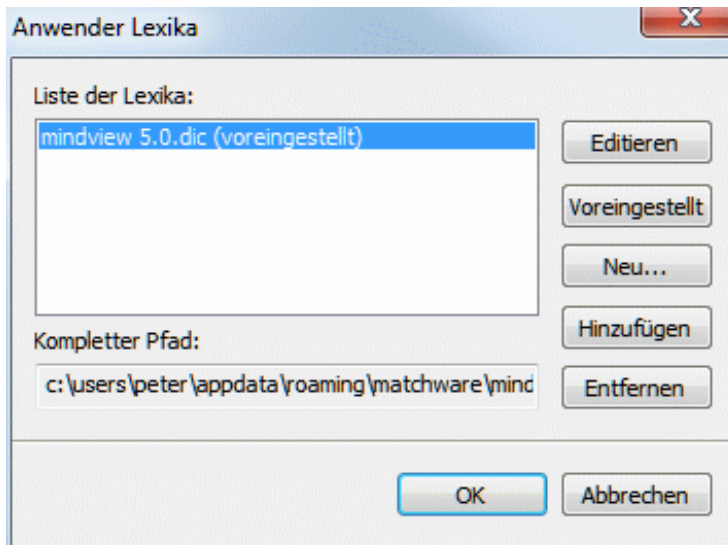 Anwender Lexika
Liste der Lexika:
mindview 5.0.dic (voreingestellt)
Editieren
Voreingestellt
Neu...
Hinzufügen
Kompletter Pfad:
c:\users\peter\appdata\roaming\matchware\mind
Entfernen
OK
Abbrechen